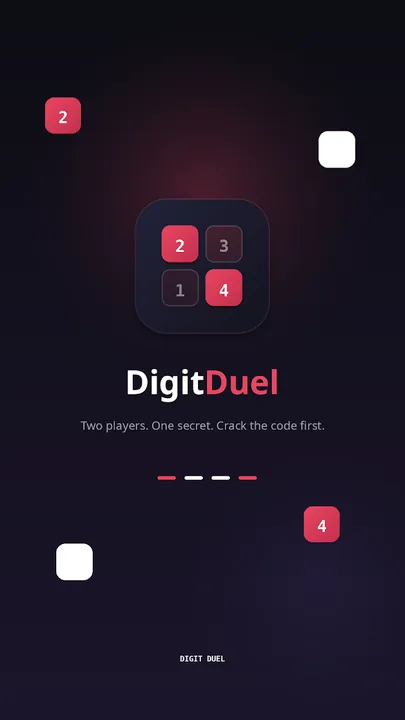 2
2 3
1 4
DigitDuel
Two players. One secret. Crack the code first.
4
DIGIT DUEL